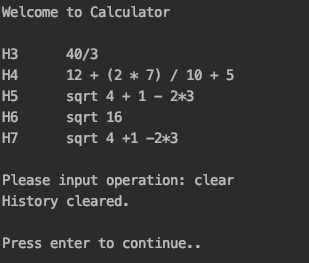 Welcome to Calculator
H3 40/3
H4 12 + (2 * 7) / 10 + 5
H5 sqrt 4 + 1 - 2*3
H6 sqrt 16
H7 sqrt 4 +1 -2*3
Please input operation: clear
History cleared.
Press enter to continue..